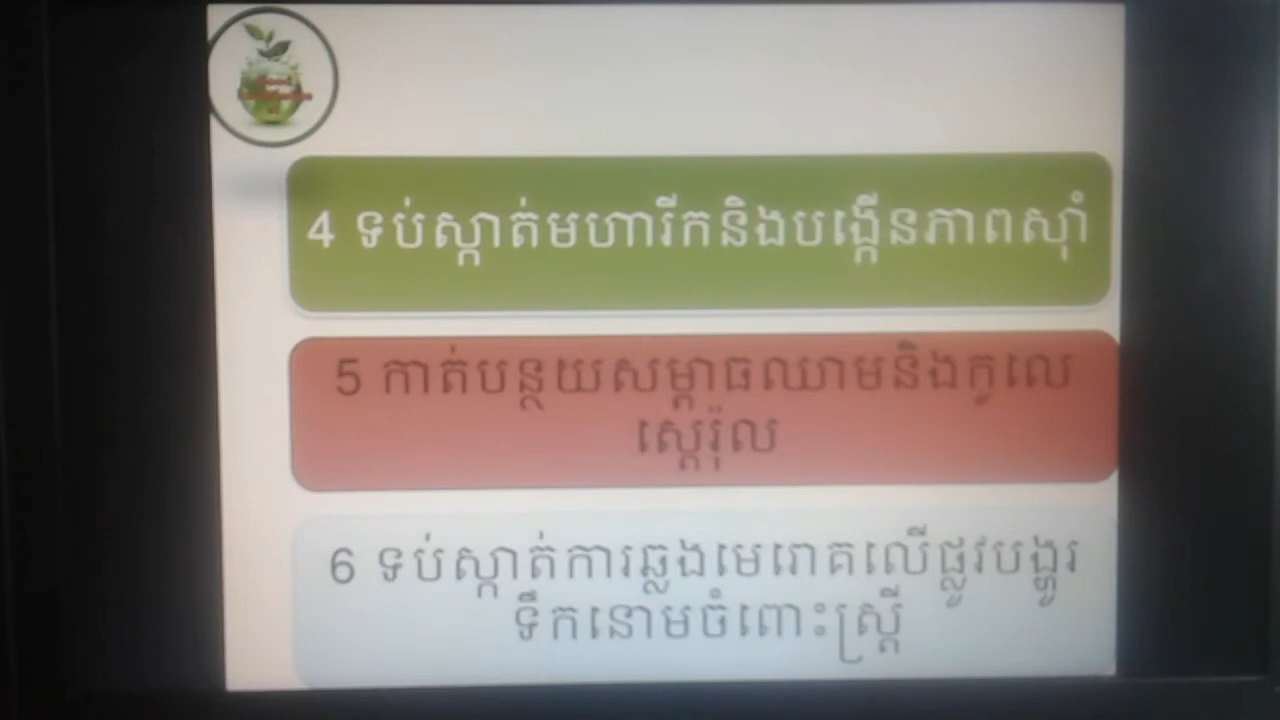 4 ទប់ស្កាត់មហារីកនិងបង្កើនភាពស៊ាំ
5 កាត់បន្ថយសម្ពាធឈាមនិងកូលេ
ស្តេរ៉ុល
6 ទប់ស្កាត់ការឆ្លងមេរោគលើផ្លូវបង្ហូរ
ទឹកនោមចំពោះស្ត្រី